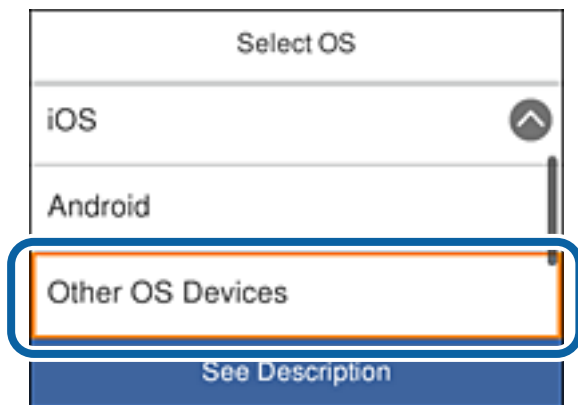 Select OS
iOS
Android
Other OS Devices
See Description